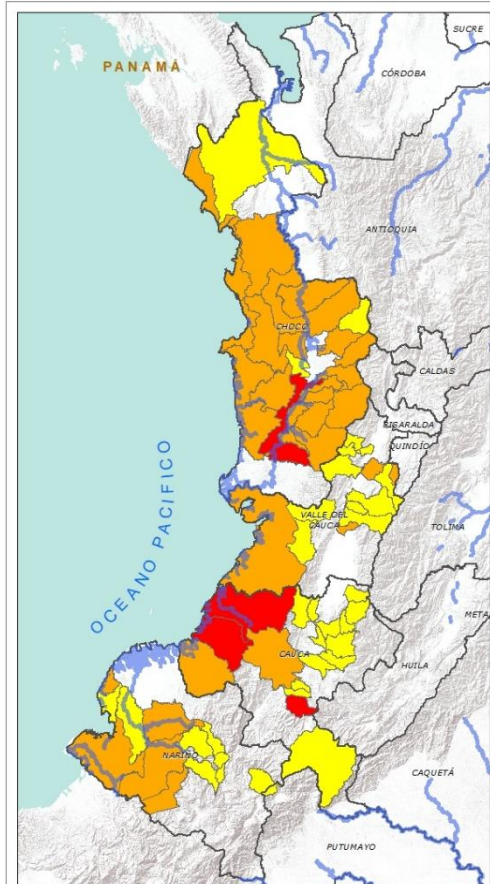 SUCRE
PANAMÁ
CÓRDOBA
ANTIOQUIA
CHOCÓ
CALDAS
RISARALDA
QUINDÍO
OCEANO PACIFICO
VALLE DEL
CAUCA
TOLIMA
META
CAUCA
HUILA
NARIÑO
CAQUETÁ
PUTUMAYO